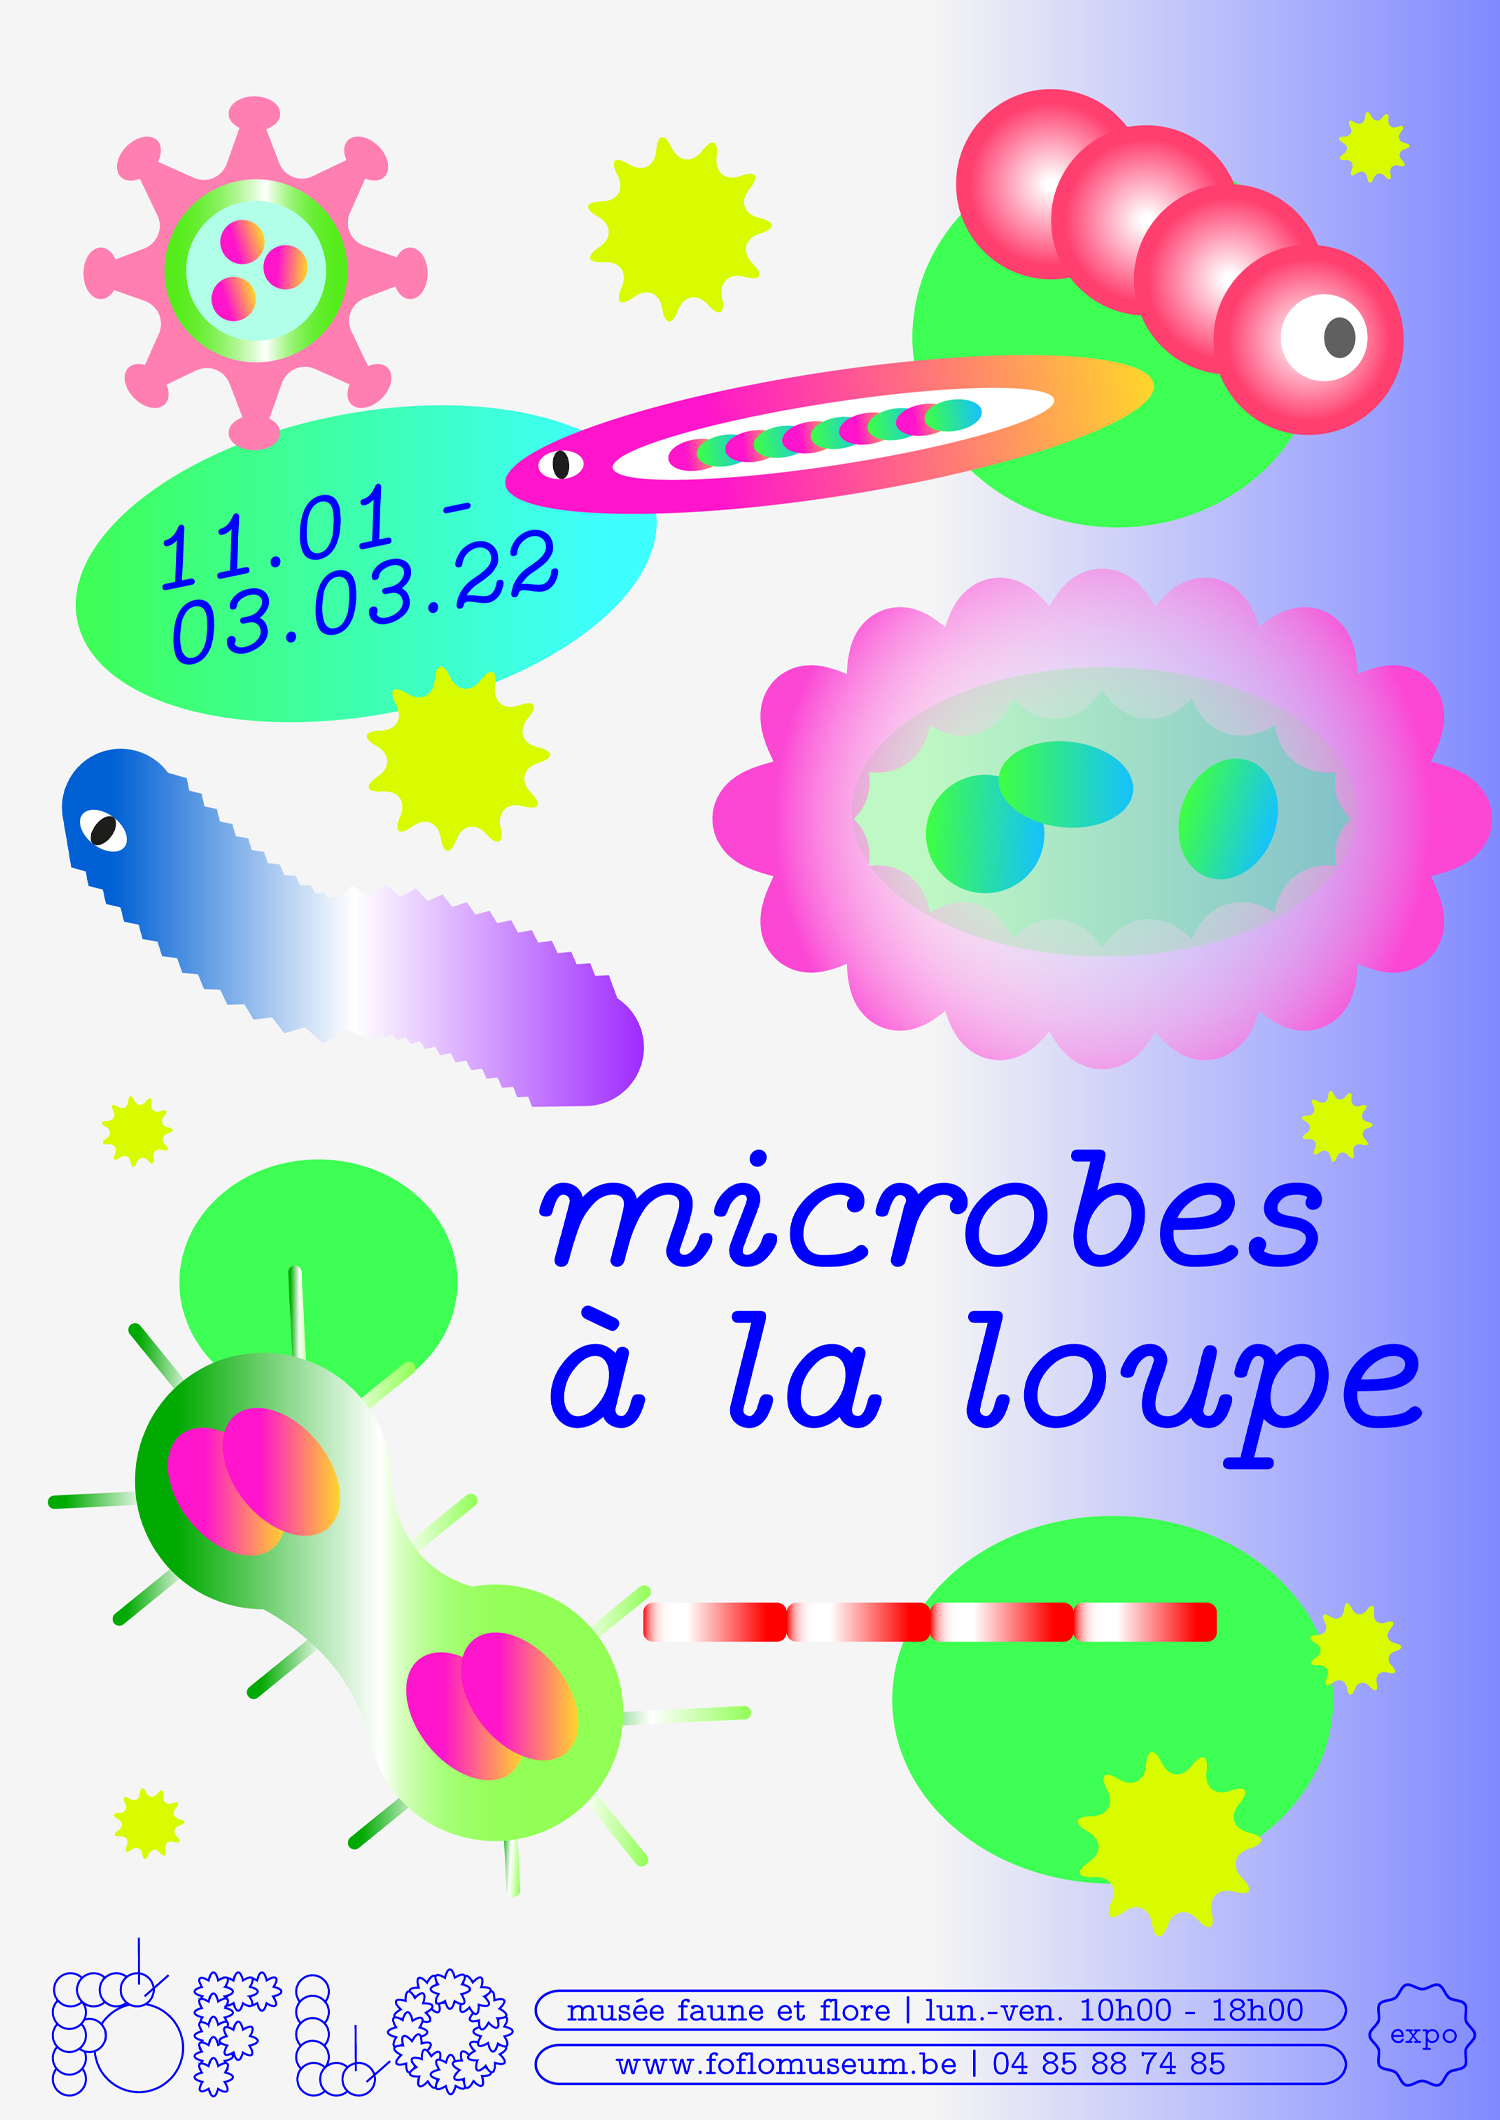 11.01 -
03.03.22
microbes
à la loupe
FOFLO
musée faune et flore | lun.-ven. 10h00 - 18h00
www.foflomuseum.be | 04 85 88 74 85
expo